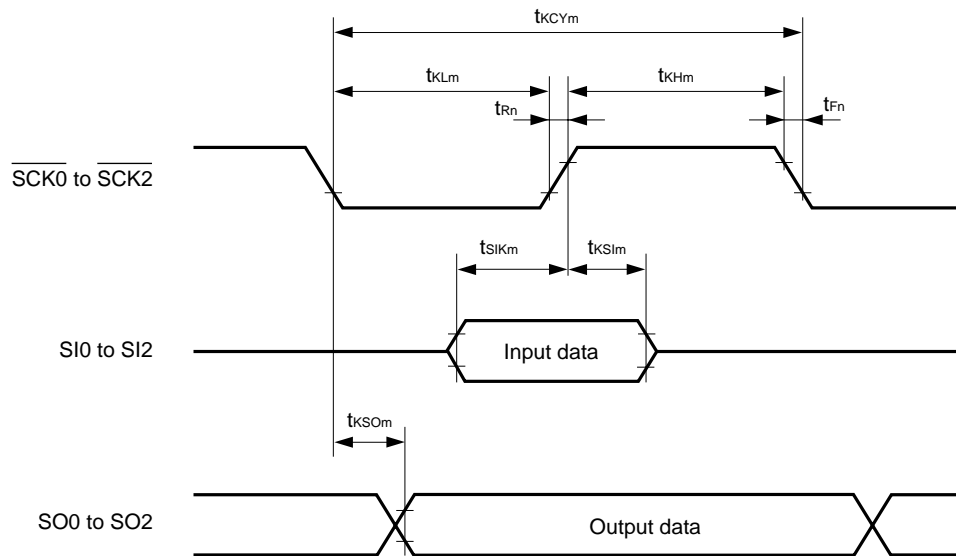 tKCYm
tKLm
tKHm
tRn
tFn
SCK0 to SCK2
tSIKm
tKSIm
SI0 to SI2
Input data
tKSOm
SO0 to SO2
Output data